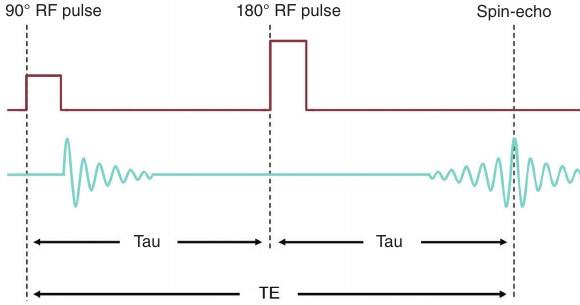 90° RF pulse
180° RF pulse
Spin-echo
Tau
Tau
TE